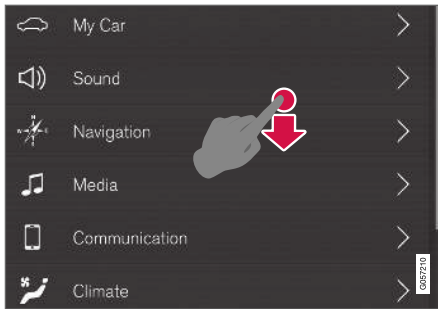 My Car
Sound
Navigation
Media
Communication
Climate
G057210